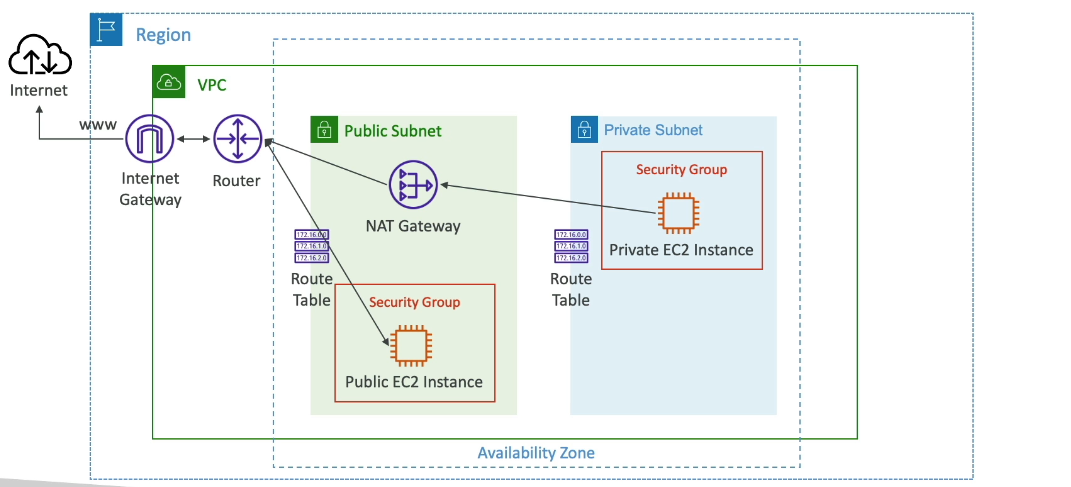 Region
Internet
VPC
www
Internet
Gateway
Router
Public Subnet
NAT Gateway
172.16.0.0
172.16.1.0
172.16.2.0
Route
Table
Security Group
Public EC2 Instance
Private Subnet
Security Group
Private EC2 Instance
172.16.0.0
172.16.1.0
172.16.2.0
Route
Table
Availability Zone